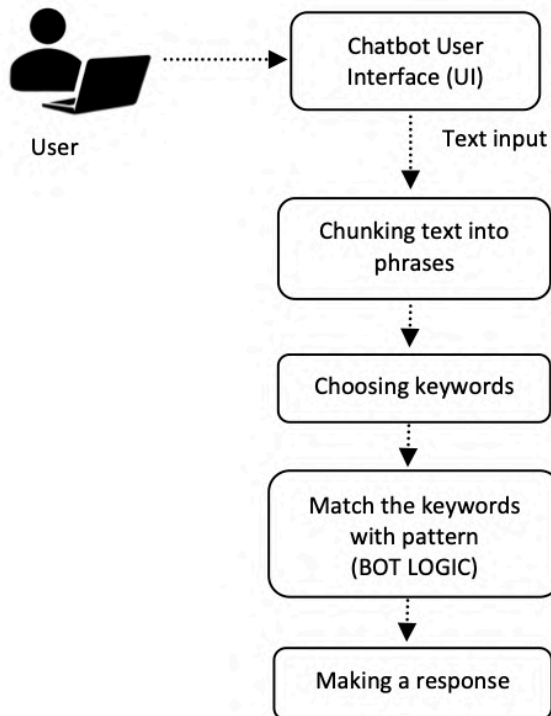 Chatbot User
Interface (UI)
User
Text input
Chunking text into
phrases
Choosing keywords
Match the keywords
with pattern
(BOT LOGIC)
Making a response